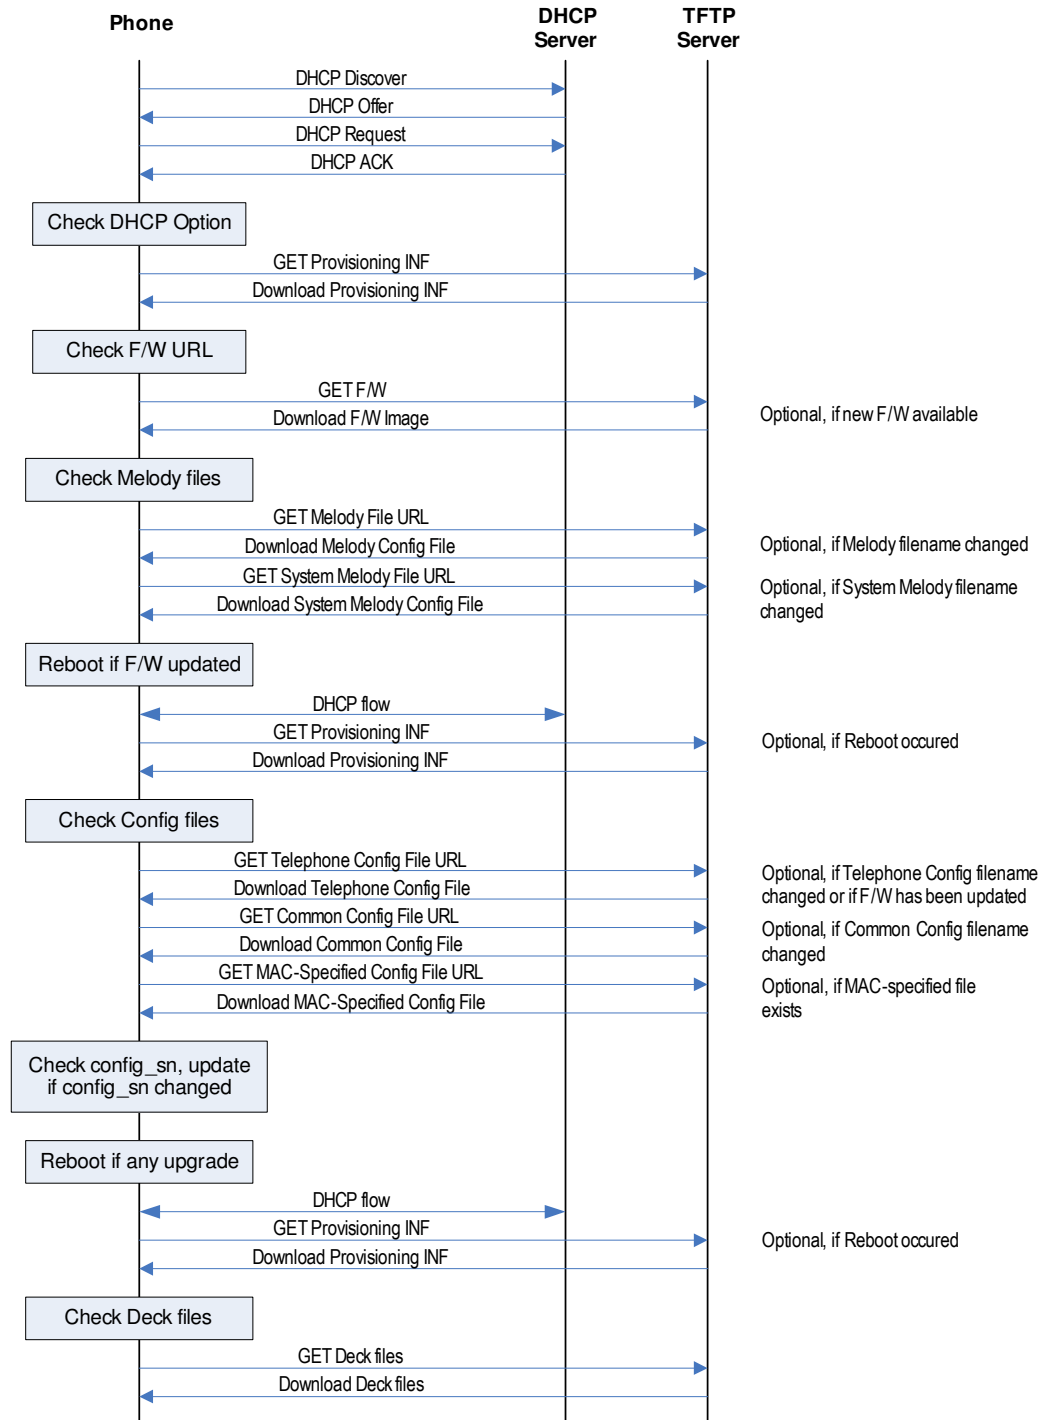 Phone
DHCP
Server
TFTP
Server
DHCP Discover
DHCP Offer
DHCP Request
DHCP ACK
Check DHCP Option
GET Provisioning INF
Download Provisioning INF
Check F/W URL
GET F/W
Download F/W Image
Optional, if new F/W available
Check Melody files
GET Melody File URL
Download Melody Config File
Optional, if Melody filename changed
GET System Melody File URL
Download System Melody Config File
Optional, if System Melody filename
changed
Reboot if F/W updated
DHCP flow
GET Provisioning INF
Download Provisioning INF
Optional, if Reboot occured
Check Config files
GET Telephone Config File URL
Download Telephone Config File
Optional, if Telephone Config filename
changed or if F/W has been updated
GET Common Config File URL
Download Common Config File
Optional, if Common Config filename
changed
GET MAC-Specified Config File URL
Download MAC-Specified Config File
Optional, if MAC-specified file
exists
Check config_sn, update
if config_sn changed
Reboot if any upgrade
DHCP flow
GET Provisioning INF
Download Provisioning INF
Optional, if Reboot occured
Check Deck files
GET Deck files
Download Deck files